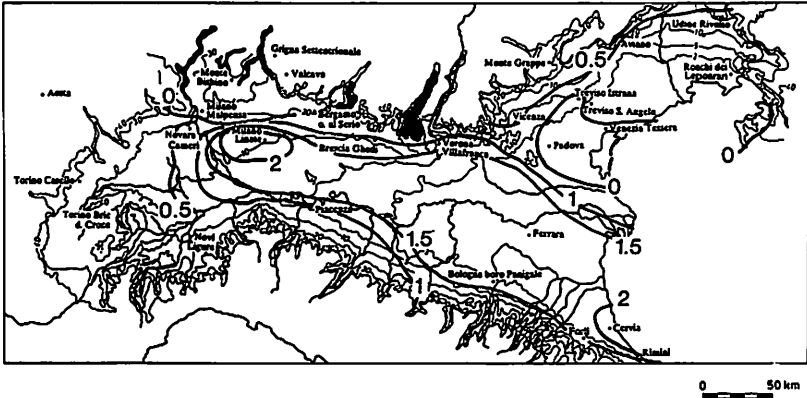 Udine Rivolto
Aviano
Grigna Settentrionale
Monte Grappa
0.5
Ronchi dei
Legionari
Valcava
Monte
Bisbino
Aosta
0
Treviso Istrana
Milano
Malpensa
Bergamo
o. al Serio
Vicenza
Treviso S. Angelo
Venezia Tessera
Novara
Cameri
Milano
Linate
Brescia Ghedi
Verona
Villafranca
Padova
0
2
Torino Caselle
0
1
0.5
Piacenza
Torino Bric
d. Croce
Novi
Ligure
1.5
Ferrara
1.5
Bologna boro Panigale
1
2
Forlì
Cervia
Rimini
0 50 km